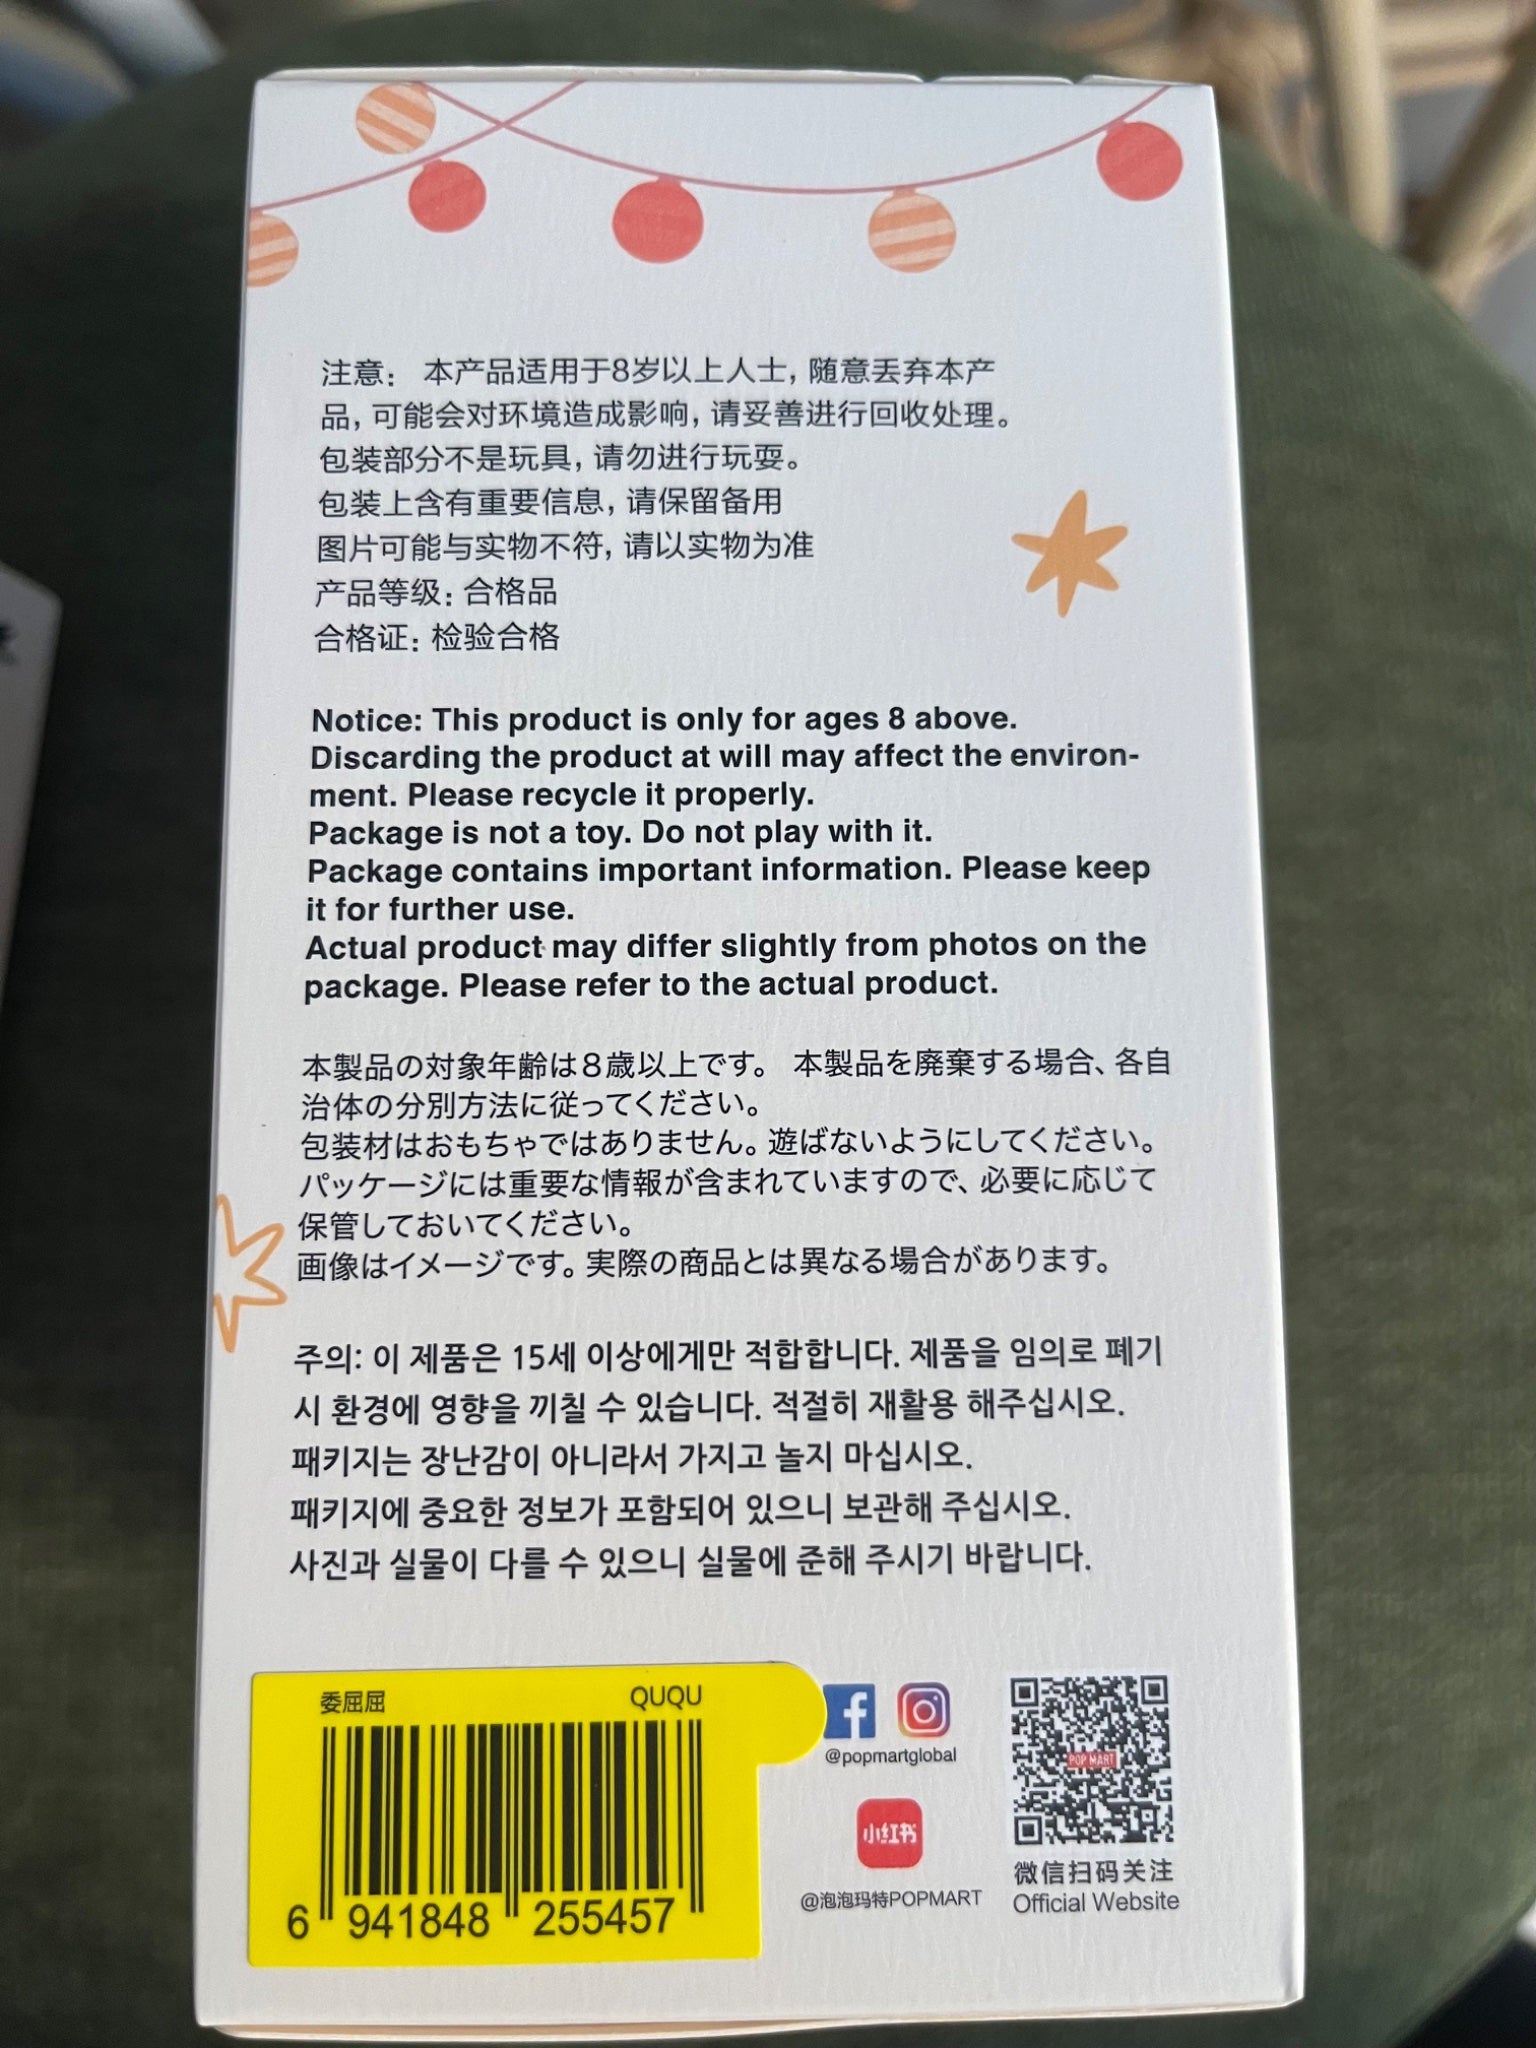 注意： 本产品适用于8岁以上人士，随意丢弃本产
品，可能会对环境造成影响，请妥善进行回收处理。
包装部分不是玩具，请勿进行玩耍。
包装上含有重要信息，请保留备用
图片可能与实物不符，请以实物为准
产品等级：合格品
合格证：检验合格
Notice: This product is only for ages 8 above.
Discarding the product at will may affect the environ-
ment. Please recycle it properly.
Package is not a toy. Do not play with it.
Package contains important information. Please keep
it for further use.
Actual product may differ slightly from photos on the
package. Please refer to the actual product.
本製品の対象年齢は８歳以上です。 本製品を廃棄する場合、各自
治体の分別方法に従ってください。
包装材はおもちゃではありません。遊ばないようにしてください。
パッケージには重要な情報が含まれていますので、必要に応じて
保管しておいてください。
画像はイメージです。実際の商品とは異なる場合があります。
주의: 이 제품은 15세 이상에게만 적합합니다. 제품을 임의로 폐기
시 환경에 영향을 끼칠 수 있습니다. 적절히 재활용 해주십시오.
패키지는 장난감이 아니라서 가지고 놀지 마십시오.
패키지에 중요한 정보가 포함되어 있으니 보관해 주십시오.
사진과 실물이 다를 수 있으니 실물에 준해 주시기 바랍니다.
委屈屈 QUQU
6 941848 255457
@popmartglobal
小红书
@泡泡玛特POPMART
POP MART
微信扫码关注
Official Website